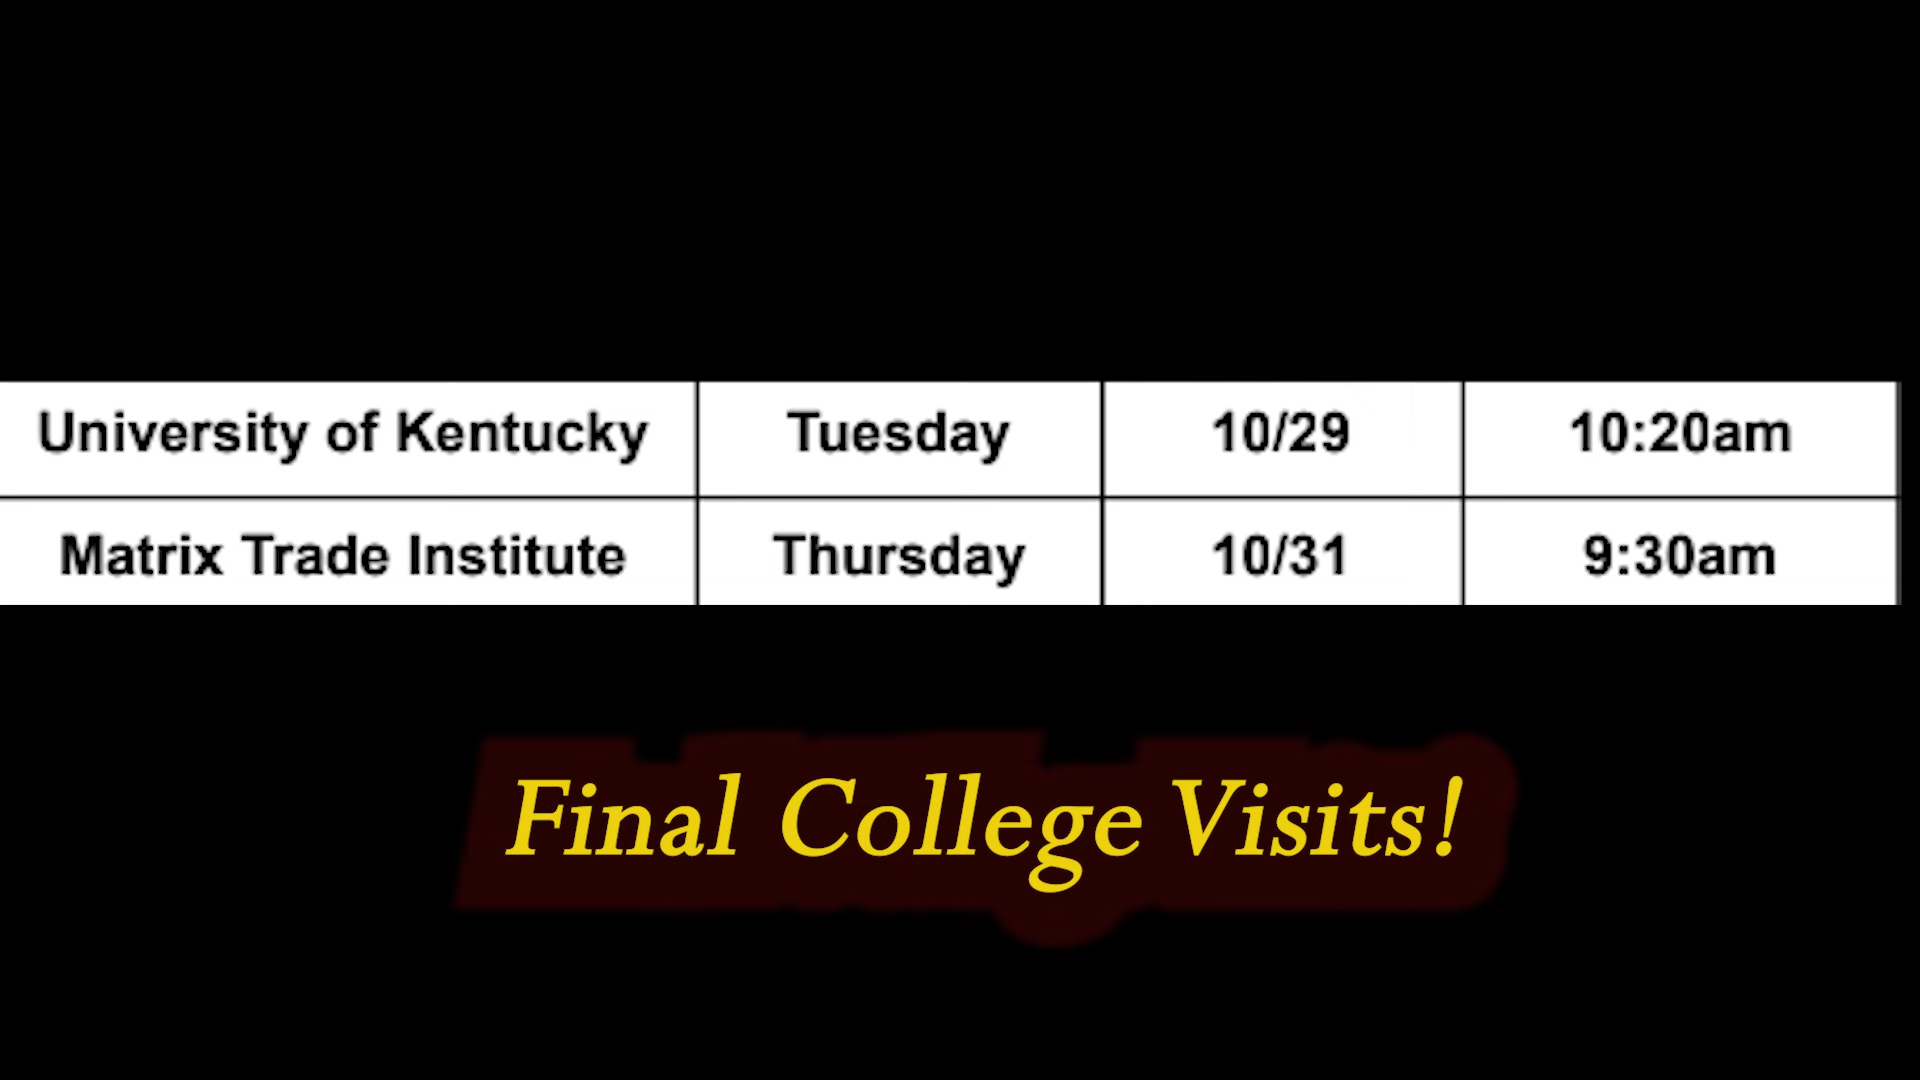 University of Kentucky Tuesday 10/29 10:20am
Matrix Trade Institute Thursday 10/31 9:30am
Final College Visits!